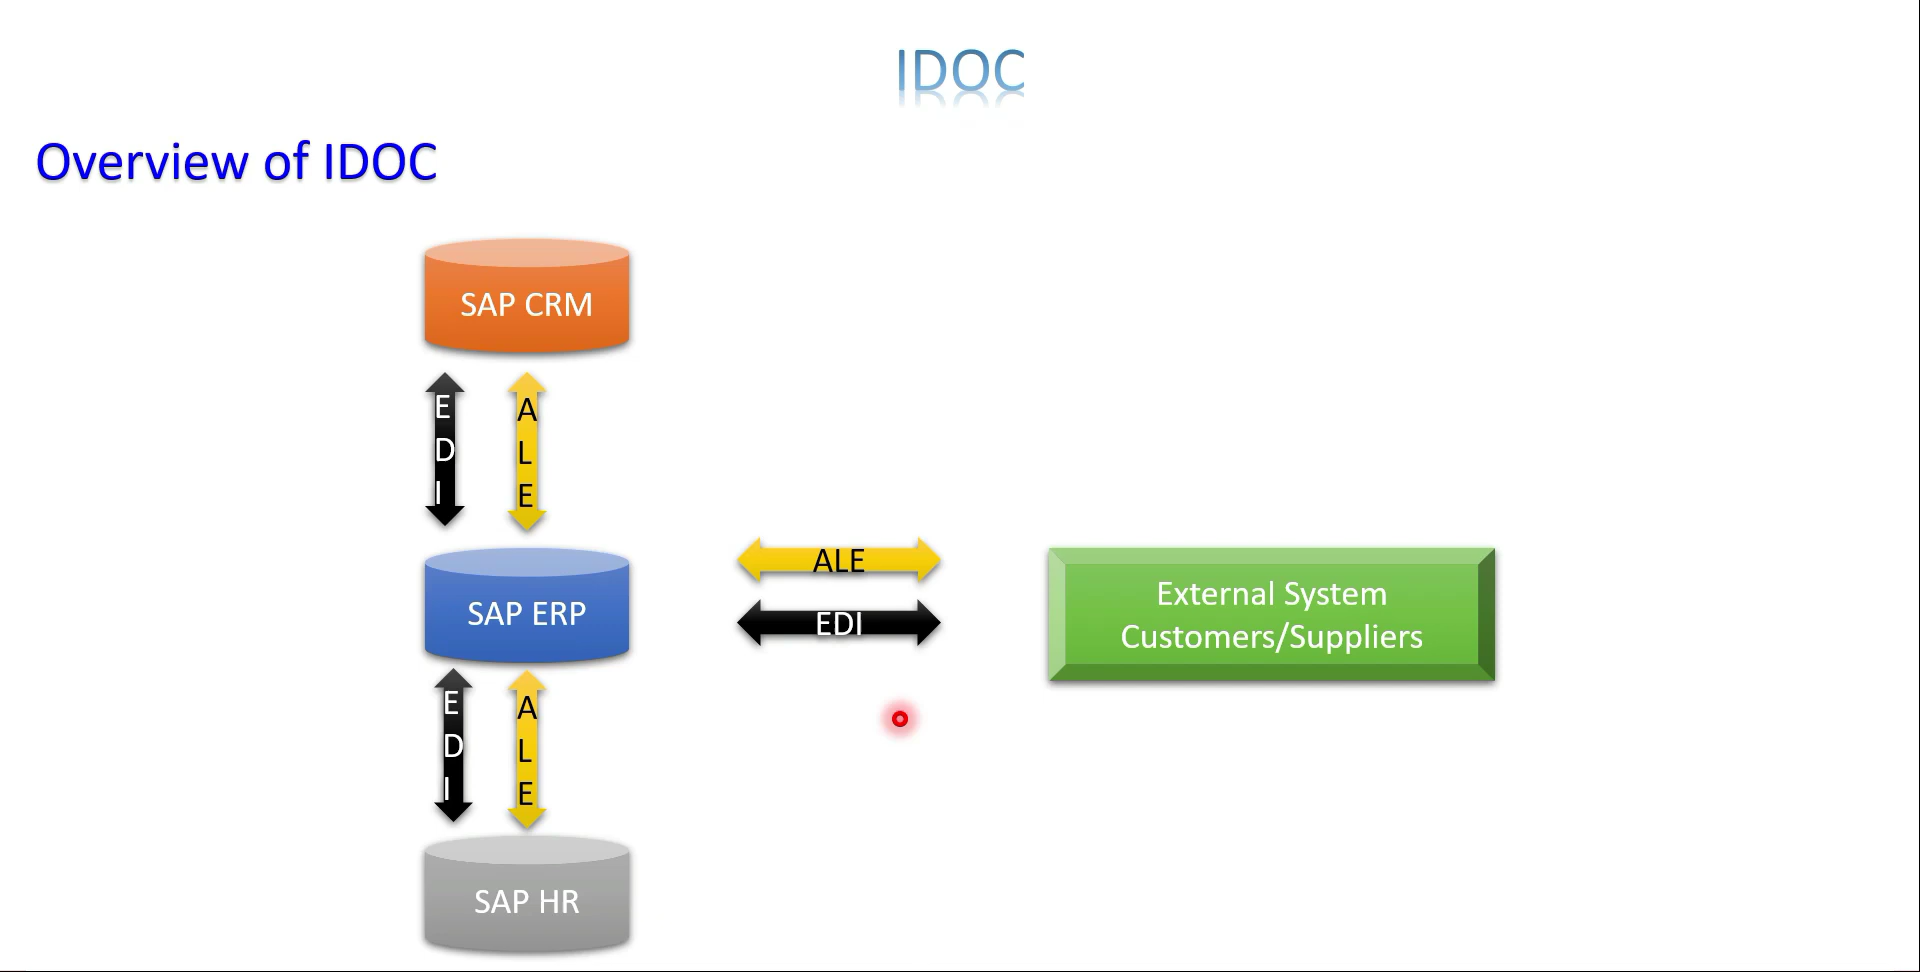 IDOC
Overview of IDOC
SAP CRM
E
D
I
A
L
E
SAP ERP
ALE
EDI
External System
Customers/Suppliers
E
D
I
A
L
E
SAP HR